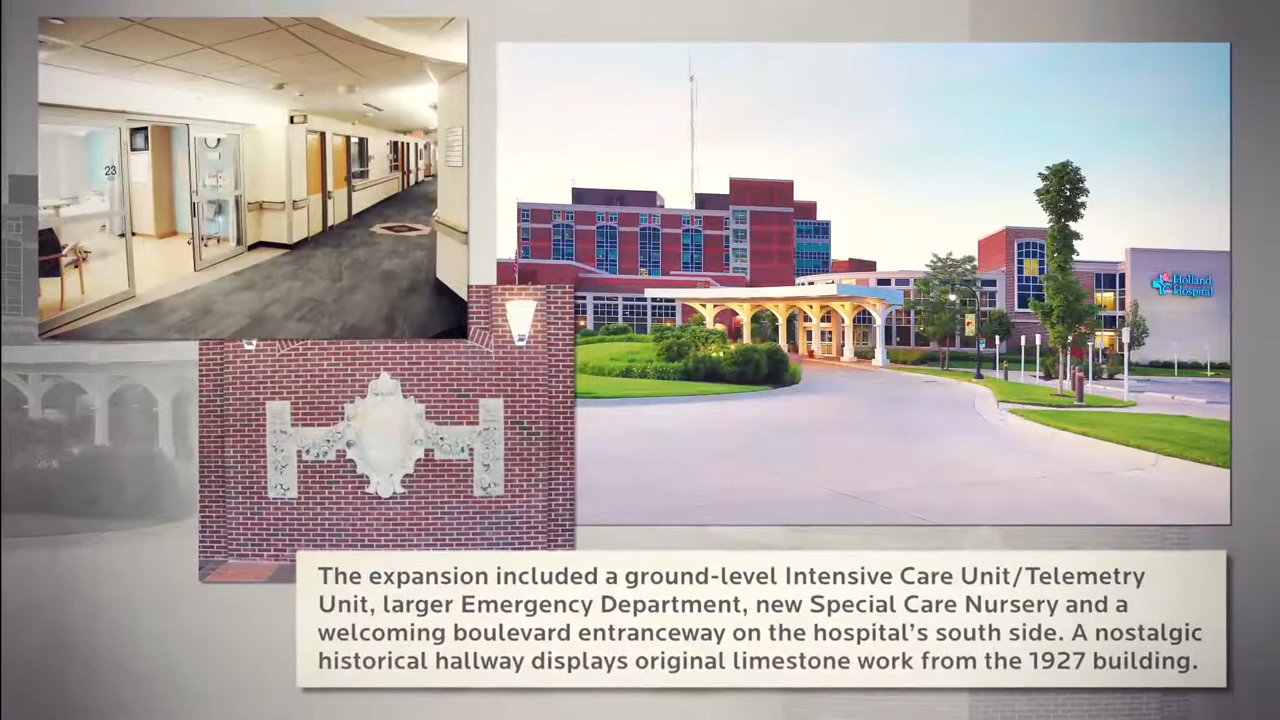 23
Holland
Hospital
The expansion included a ground-level Intensive Care Unit/Telemetry
Unit, larger Emergency Department, new Special Care Nursery and a
welcoming boulevard entranceway on the hospital's south side. A nostalgic
historical hallway displays original limestone work from the 1927 building.